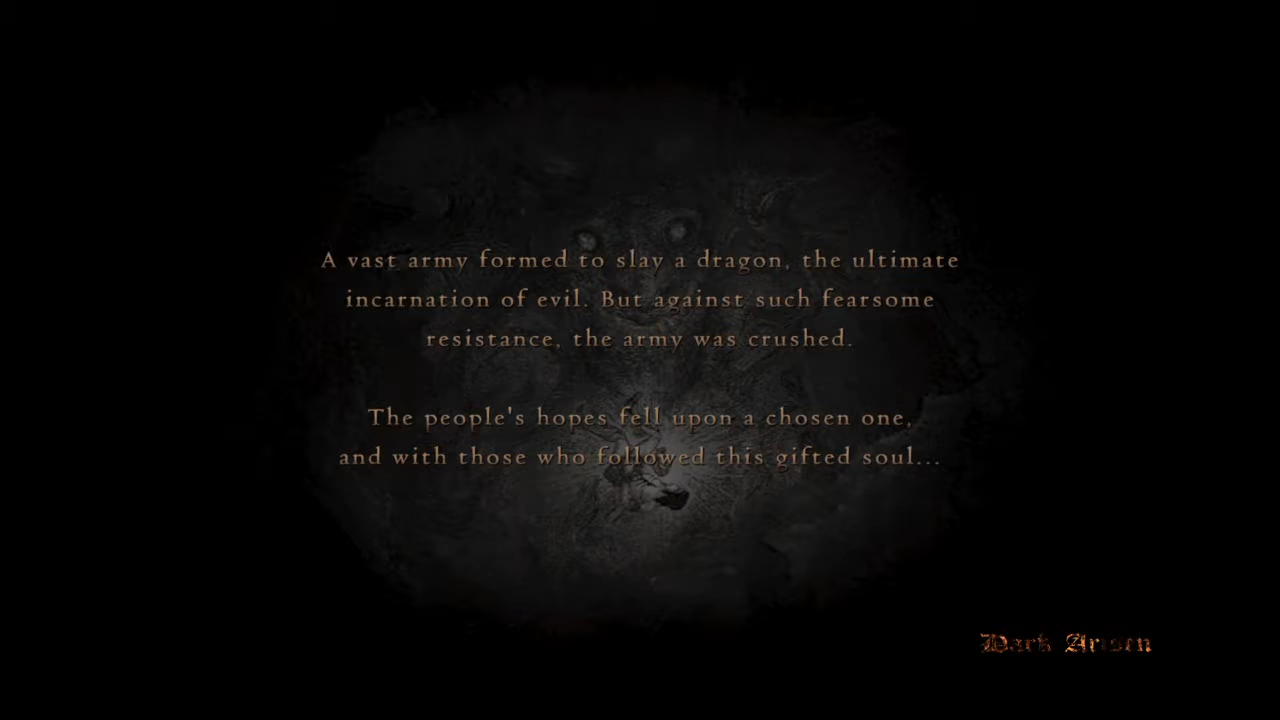 A vast army formed to slay a dragon, the ultimate
incarnation of evil. But against such fearsome
resistance, the army was crushed.
The people's hopes fell upon a chosen one,
and with those who followed this gifted soul...
Dark Arisen